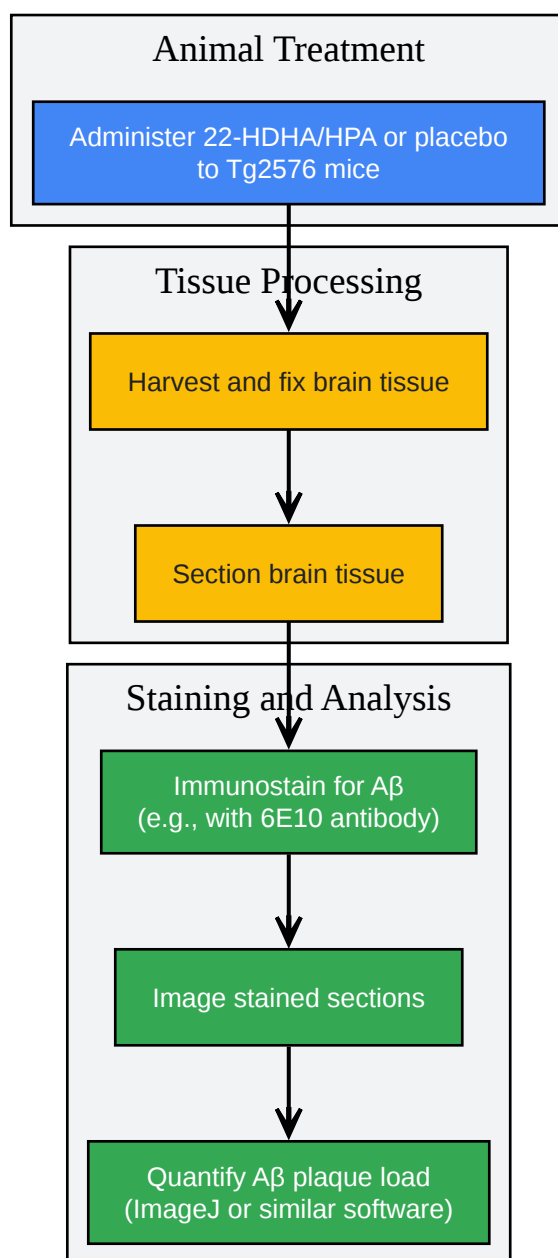 Animal Treatment
Administer 22-HDHA/HPA or placebo
to Tg2576 mice
Tissue Processing
Harvest and fix brain tissue
Section brain tissue
Staining and Analysis
Immunostain for Aβ
(e.g., with 6E10 antibody)
Image stained sections
Quantify Aβ plaque load
(ImageJ or similar software)